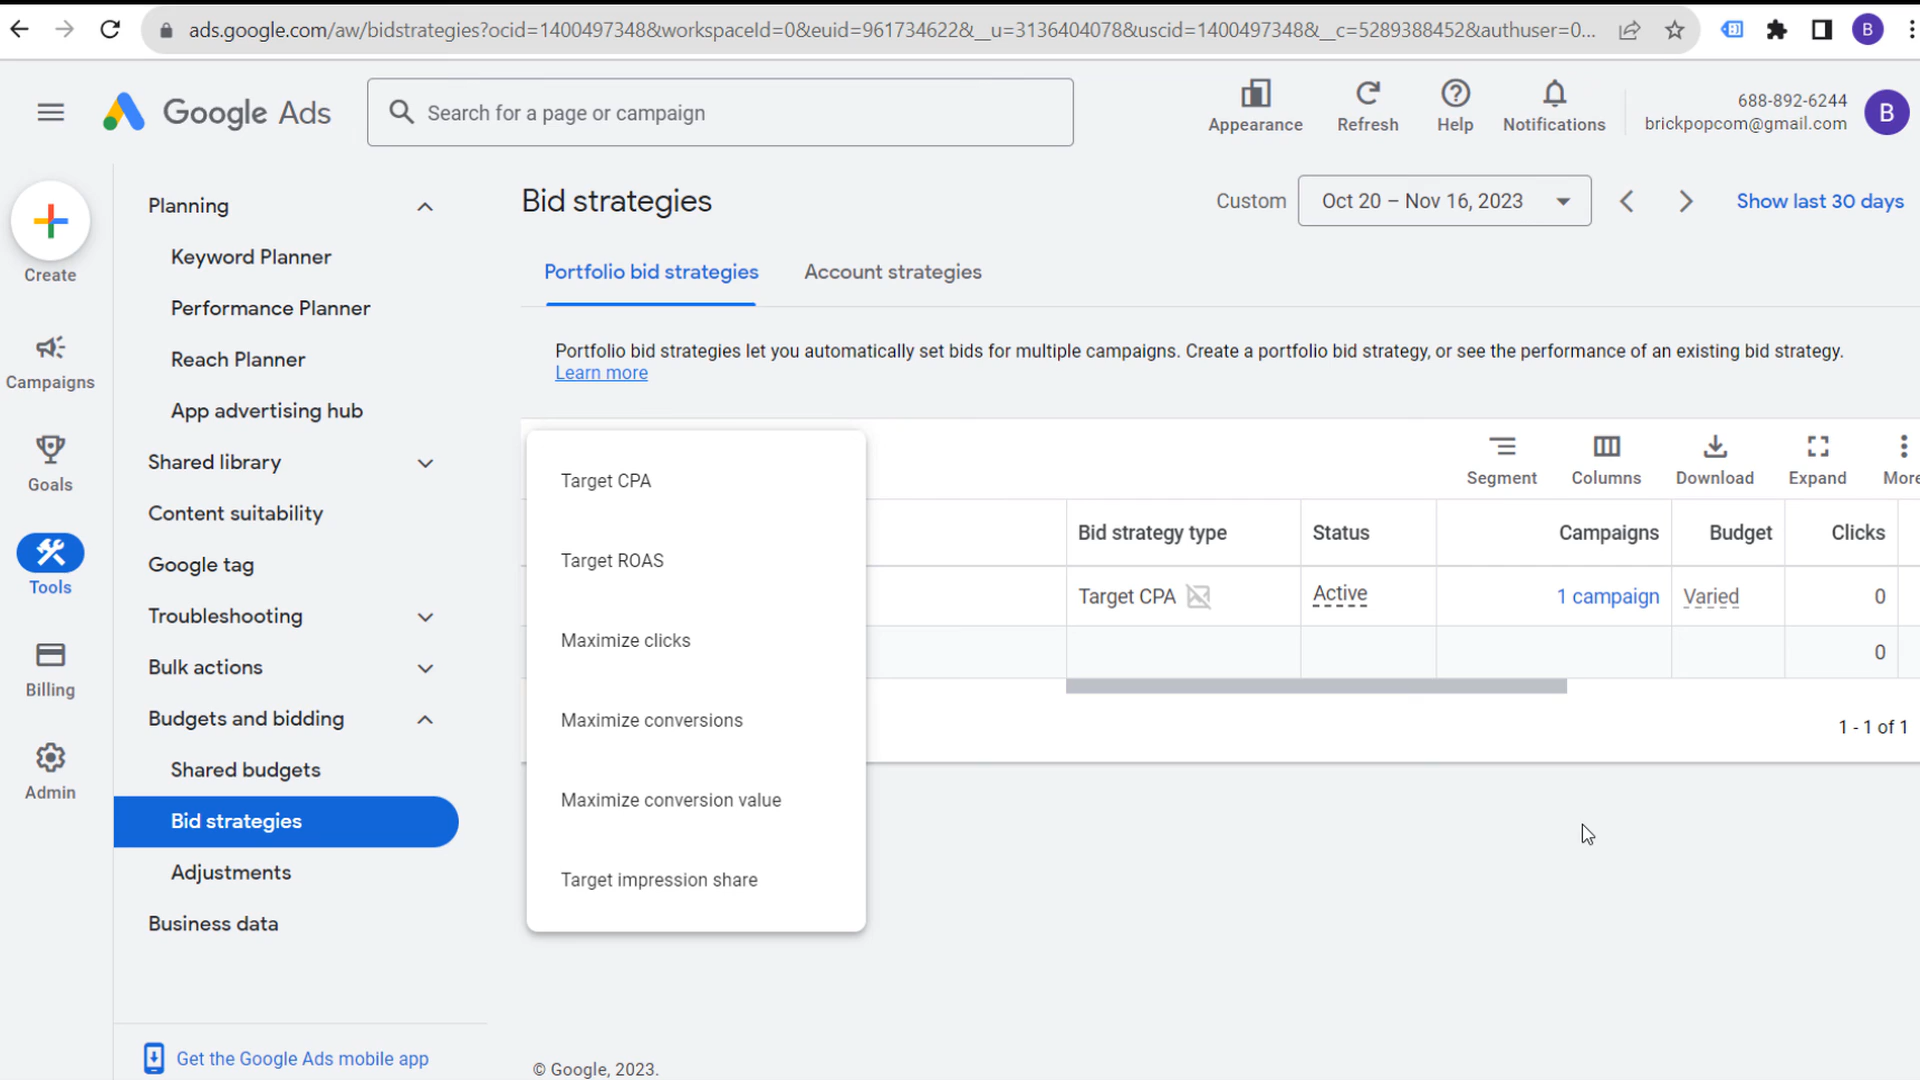 ads.google.com/aw/bidstrategies?ocid=1400497348&workspaceId=0&euid=961734622&__u=3136404078&uscid=1400497348&__c=5289388452&authuser=0...
B
Google Ads
Search for a page or campaign
Appearance
Refresh
Help
Notifications
688-892-6244
brickpopcom@gmail.com
B
Create
Campaigns
Goals
Tools
Billing
Admin
Planning
Keyword Planner
Performance Planner
Reach Planner
App advertising hub
Shared library
Content suitability
Google tag
Troubleshooting
Bulk actions
Budgets and bidding
Shared budgets
Bid strategies
Adjustments
Business data
Get the Google Ads mobile app
Bid strategies
Custom
Oct 20 – Nov 16, 2023
Show last 30 days
Portfolio bid strategies
Account strategies
Portfolio bid strategies let you automatically set bids for multiple campaigns. Create a portfolio bid strategy, or see the performance of an existing bid strategy.
Learn more
Segment
Columns
Download
Expand
More
Target CPA
Target ROAS
Maximize clicks
Maximize conversions
Maximize conversion value
Target impression share
Bid strategy type
Status
Campaigns
Budget
Clicks
Target CPA
Active
1 campaign
Varied
0
0
1 - 1 of 1
© Google, 2023.